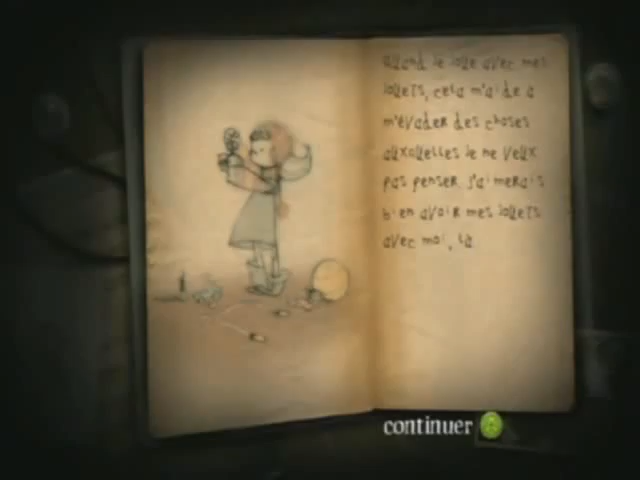 Quand je joue avec mes
jouets, cela m'aide à
m'évader des choses
auxquelles je ne veux
pas penser. J'aimerais
bien avoir mes jouets
avec moi, là
continuer